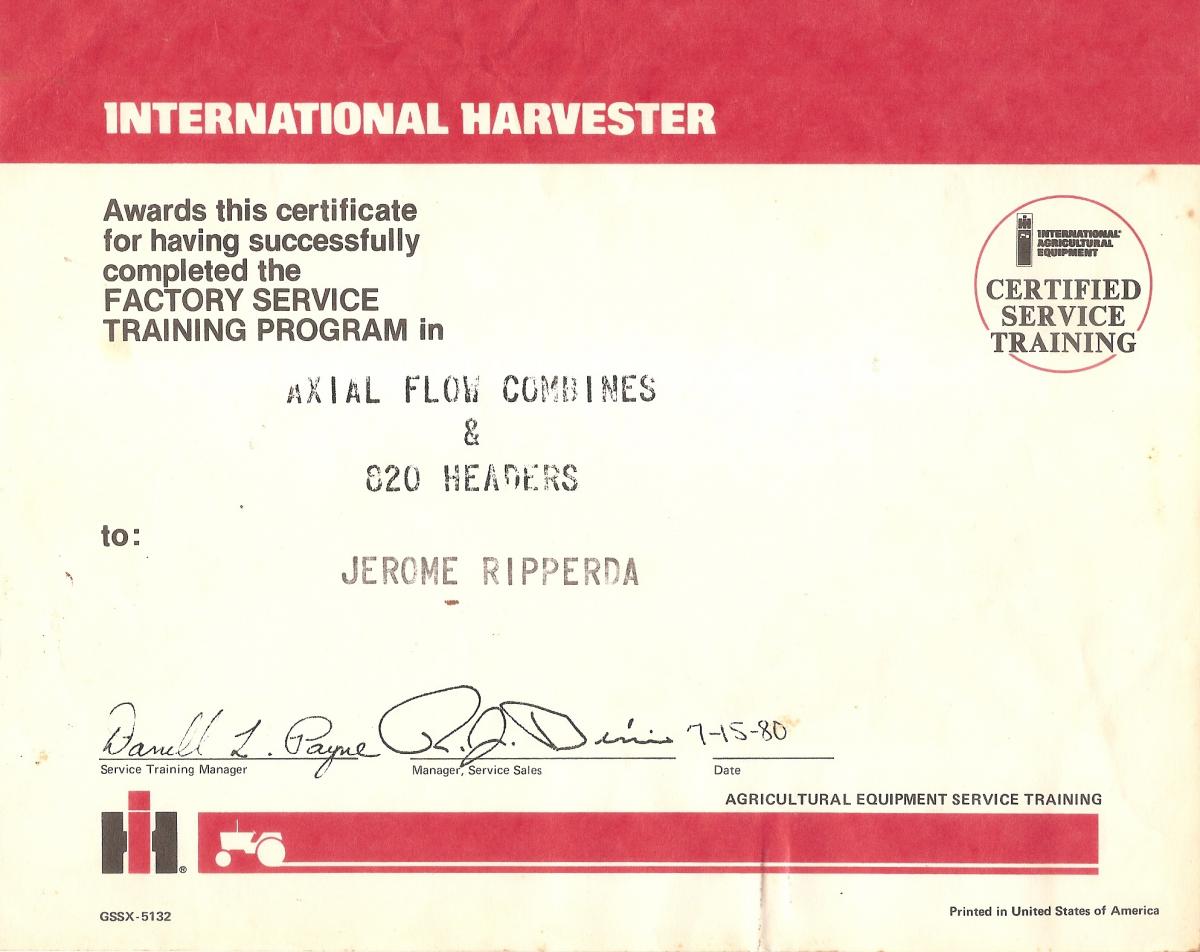 INTERNATIONAL HARVESTER
Awards this certificate
for having successfully
completed the
FACTORY SERVICE
TRAINING PROGRAM in
INTERNATIONAL®
AGRICULTURAL
EQUIPMENT
CERTIFIED
SERVICE
TRAINING
AXIAL FLOW COMBINES
&
820 HEADERS
to:
JEROME RIPPERDA
Darrell L. Payne R.J. 7-15-80
Service Training Manager Manager, Service Sales Date
AGRICULTURAL EQUIPMENT SERVICE TRAINING
IH®
GSSX-5132 Printed in United States of America